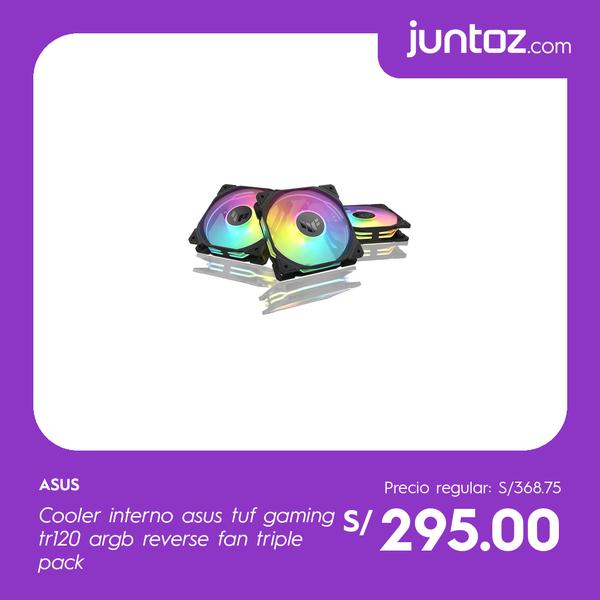 juntoz.com
ASUS
Cooler interno asus tuf gaming
tr120 argb reverse fan triple
pack
Precio regular: S/368.75
S/ 295.00